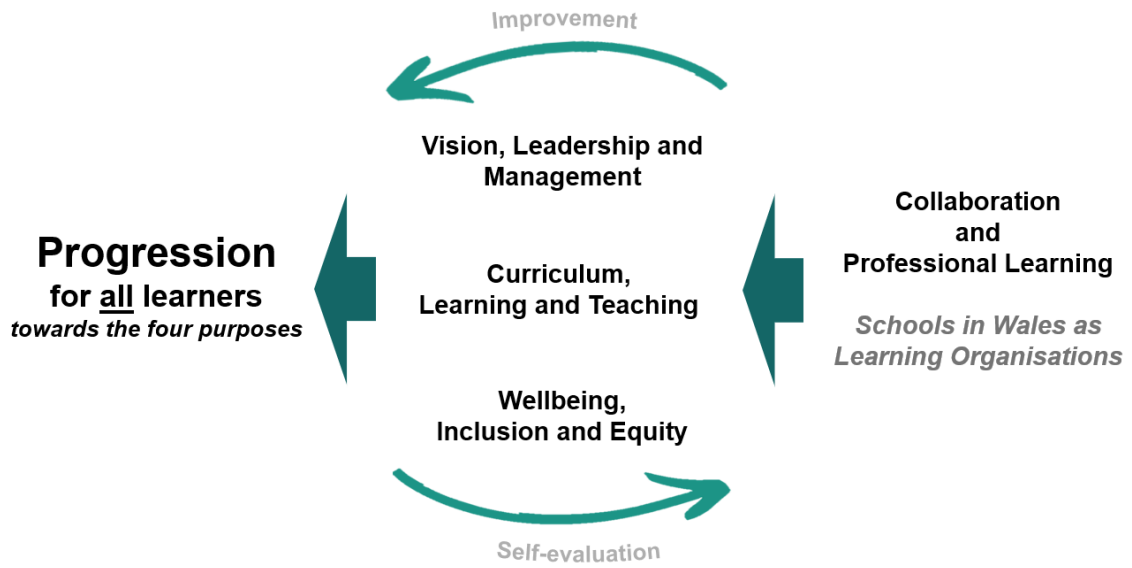 Improvement
Vision, Leadership and
Management
Progression
for all learners
towards the four purposes
Curriculum,
Learning and Teaching
Wellbeing,
Inclusion and Equity
Collaboration
and
Professional Learning
Schools in Wales as
Learning Organisations
Self-evaluation